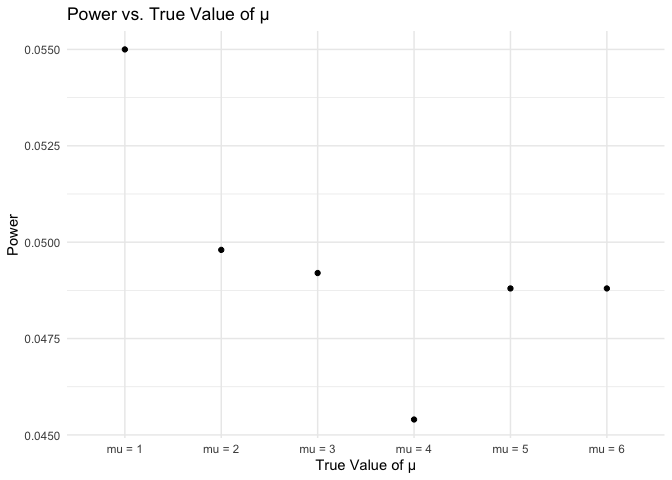 Power vs. True Value of μ
Power
0.0550
0.0525
0.0500
0.0475
0.0450
mu = 1
mu = 2
mu = 3
mu = 4
mu = 5
mu = 6
True Value of μ